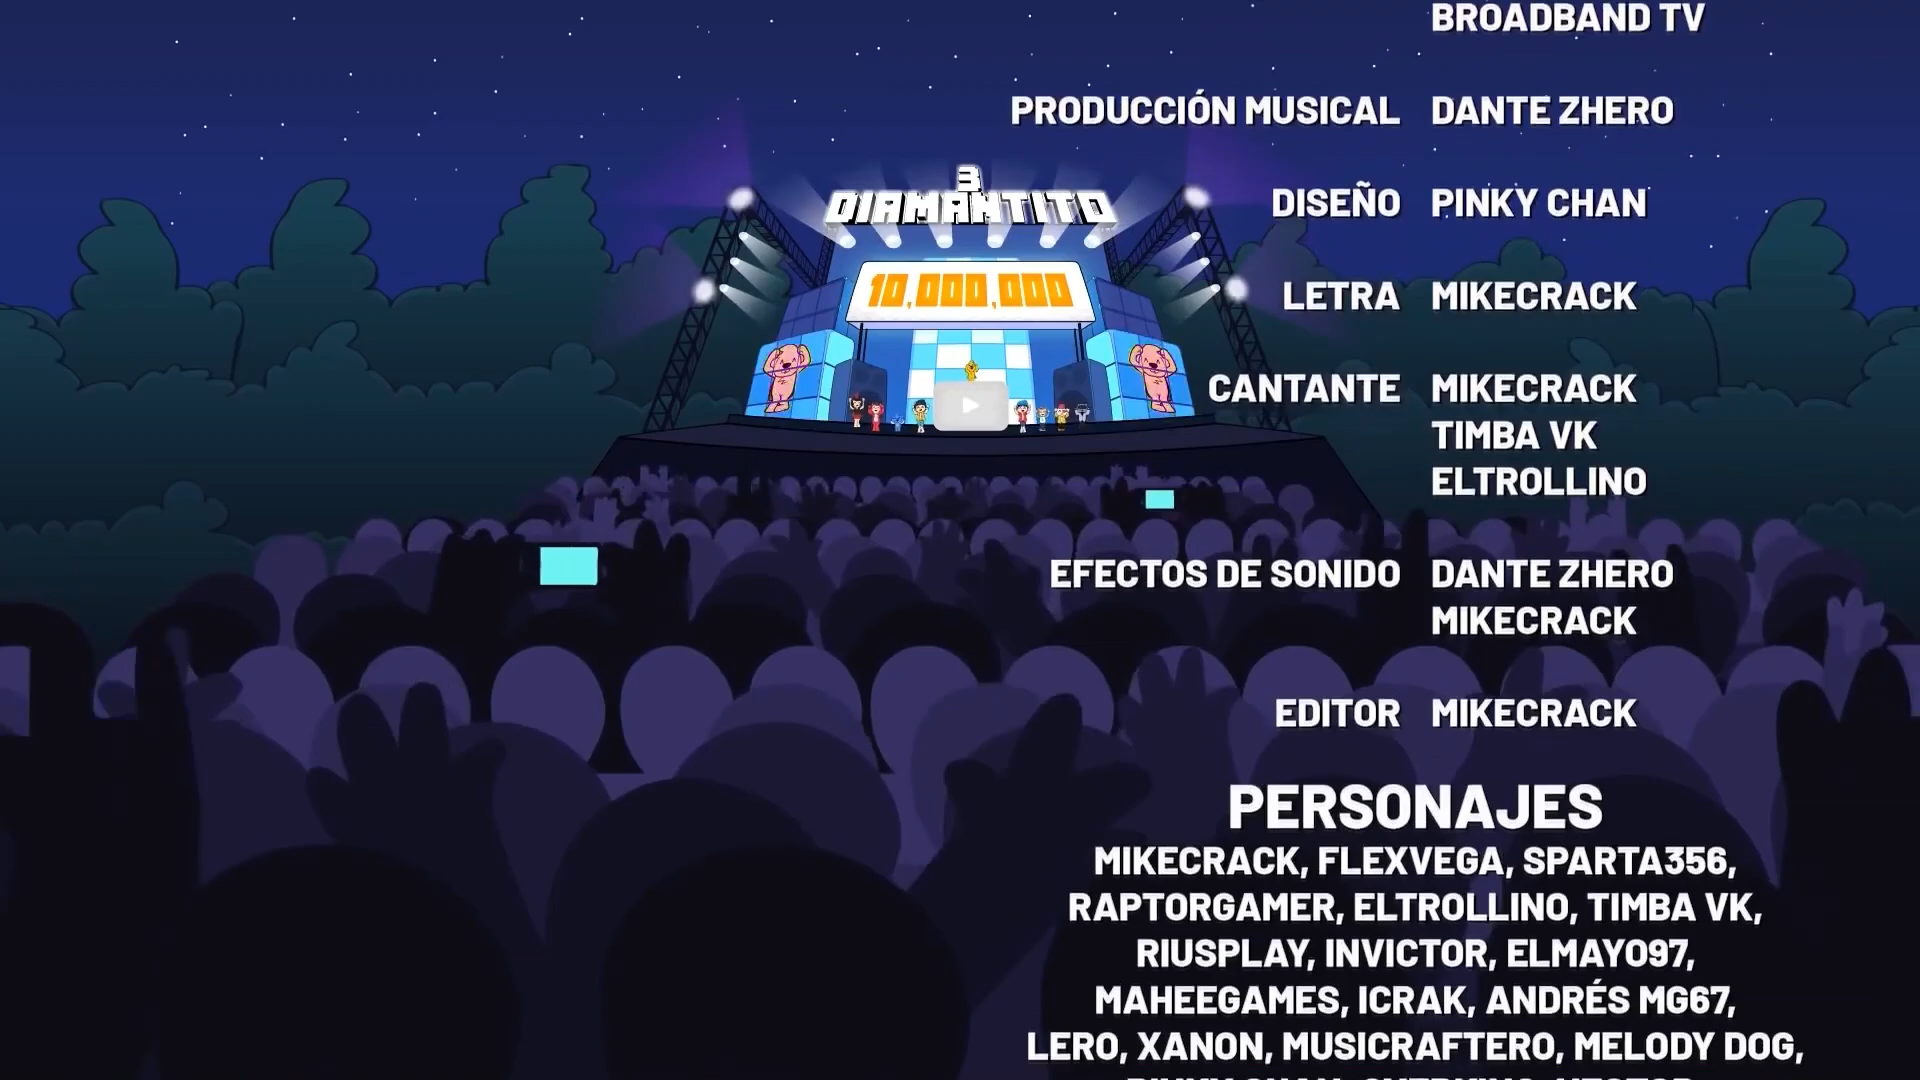 BROADBAND TV
PRODUCCIÓN MUSICAL DANTE ZHERO
DISEÑO PINKY CHAN
3
DIAMANTITO
10,000,000
LETRA MIKECRACK
CANTANTE MIKECRACK
TIMBA VK
ELTROLLINO
EFECTOS DE SONIDO DANTE ZHERO
MIKECRACK
EDITOR MIKECRACK
PERSONAJES
MIKECRACK, FLEXVEGA, SPARTA356,
RAPTORGAMER, ELTROLLINO, TIMBA VK,
RIUSPLAY, INVICTOR, ELMAYO97,
MAHEEGAMES, ICRAK, ANDRÉS MG67,
LERO, XANON, MUSICRAFTERO, MELODY DOG,